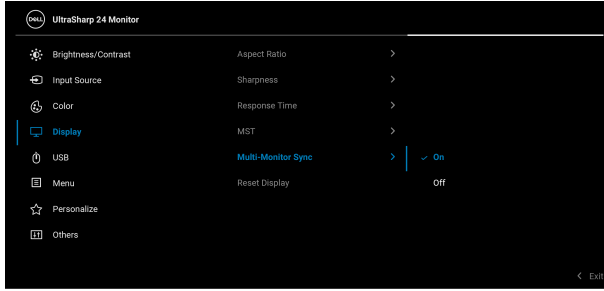 DELL UltraSharp 24 Monitor
Brightness/Contrast Aspect Ratio >
Input Source Sharpness >
Color Response Time >
Display MST >
USB Multi-Monitor Sync > ✓ On
Menu Reset Display Off
Personalize
Others
< Exit